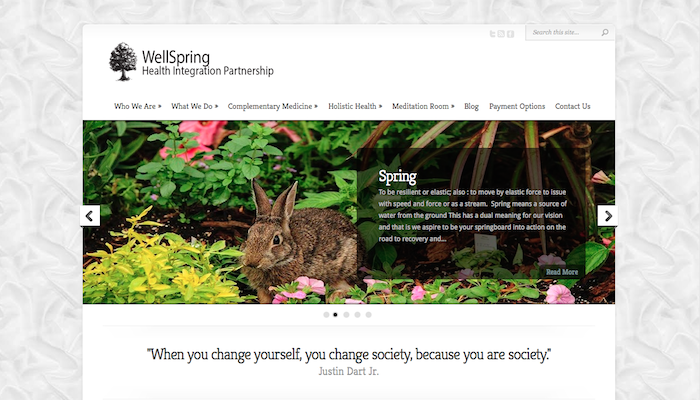 Search this site...
WellSpring
Health Integration Partnership
Who We Are » What We Do » Complementary Medicine » Holistic Health » Meditation Room » Blog Payment Options Contact Us
Spring
To be resilient or elastic; also : to move by elastic force to issue
with speed and force or as a stream. Spring means a source of
water from the ground This has a dual meaning for our vision
and that is we aspire to be your springboard into action on the
road to recovery and...
Read More
"When you change yourself, you change society, because you are society."
Justin Dart Jr.